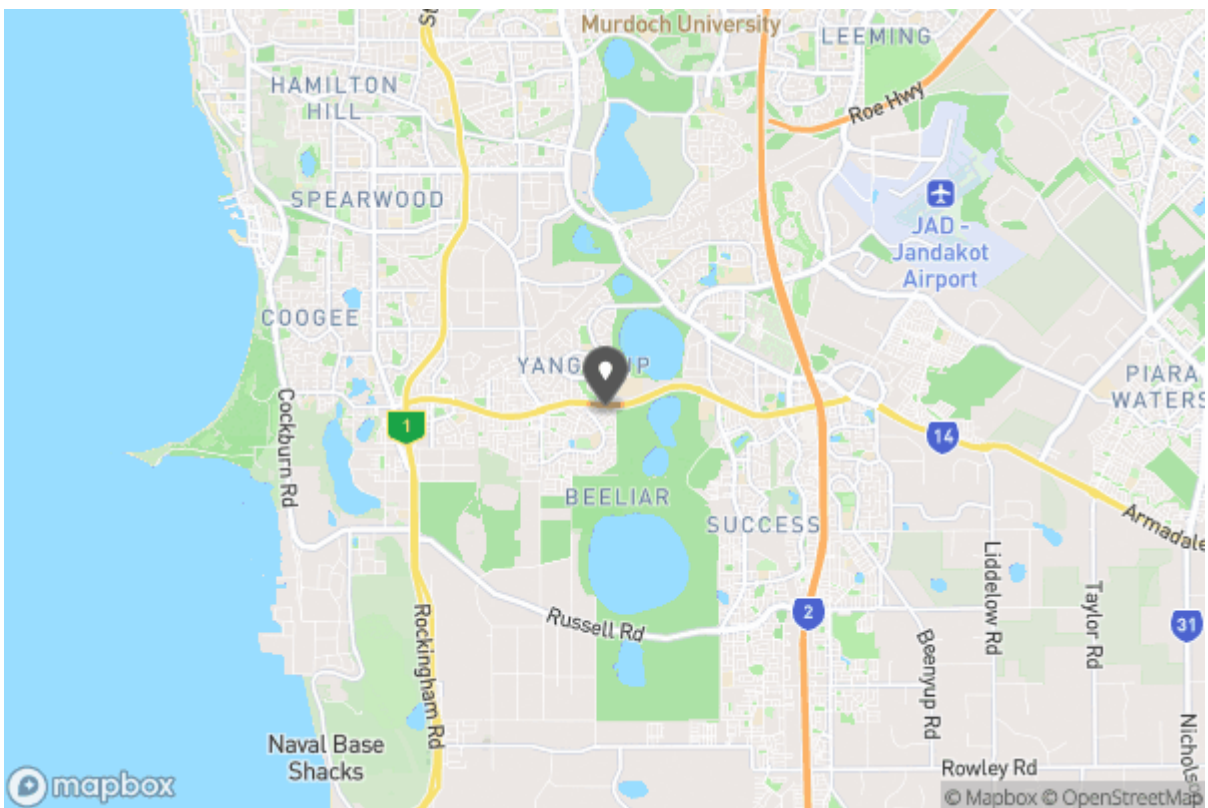 Murdoch University
LEEMING
HAMILTON
HILL
Roe Hwy
SPEARWOOD
JAD -
Jandakot
Airport
COOGEE
PIARA
WATERS
Cockburn Rd
1
14
BEELIAR
SUCCESS
Armadale
Liddelow Rd
Taylor Rd
2
31
Russell Rd
Rockingham Rd
Beenyup Rd
Naval Base
Shacks
Rowley Rd
mapbox
© Mapbox © OpenStreetMap